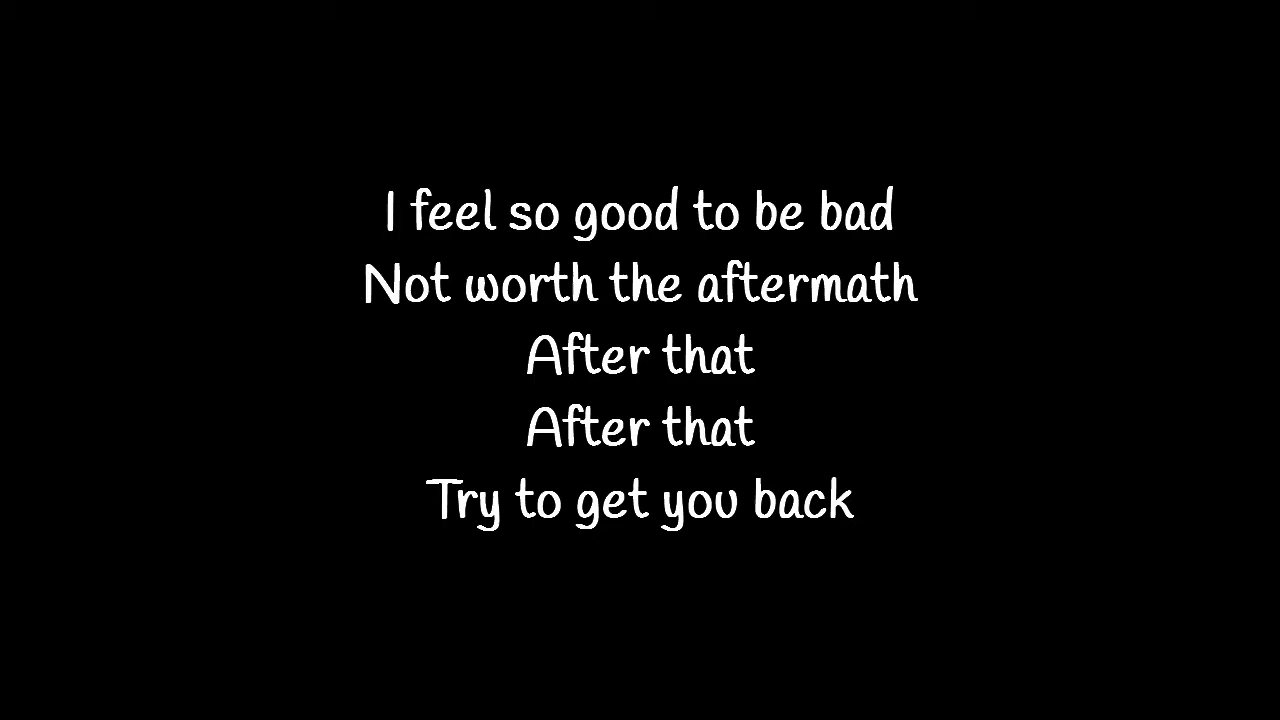 I feel so good to be bad
Not worth the aftermath
After that
After that
Try to get you back